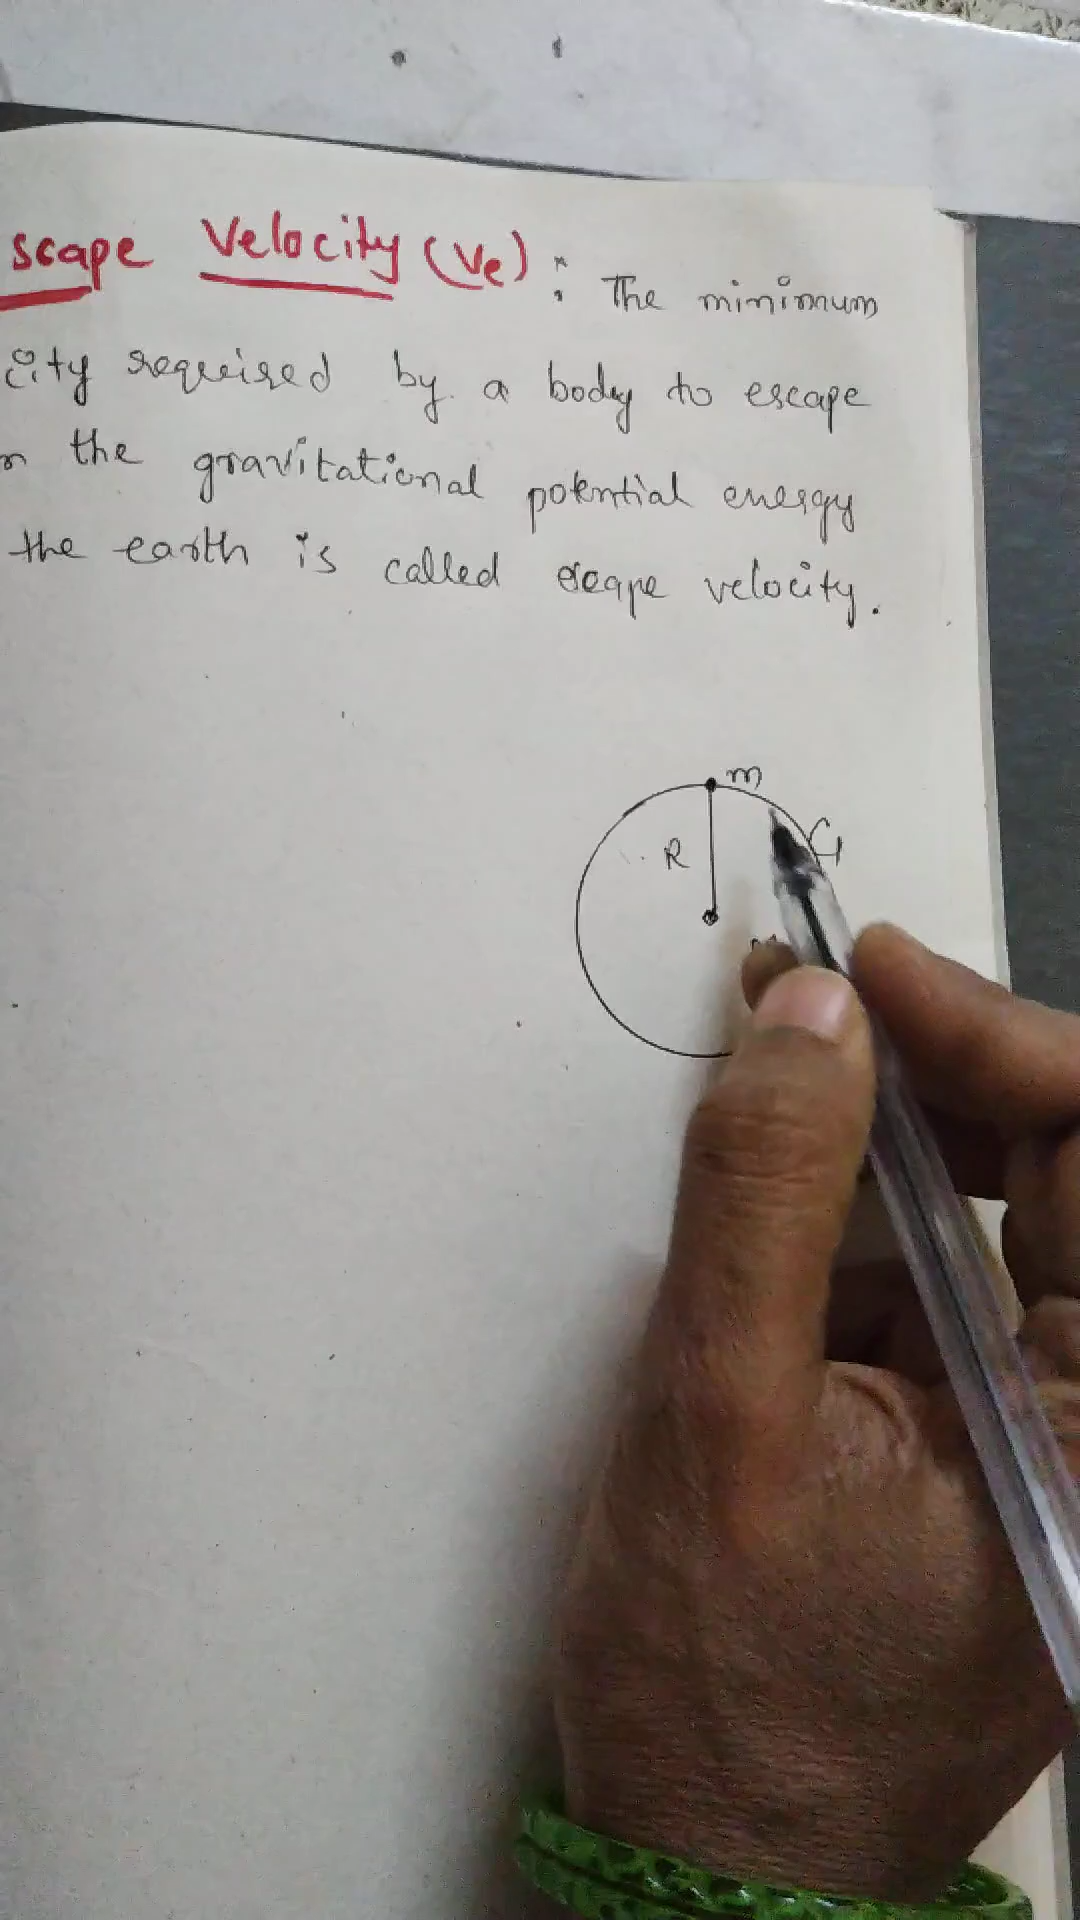 scape Velocity (Ve) : The minimum
city required by a body to escape
m the gravitational potential energy
the earth is called escape velocity.
m
R
G